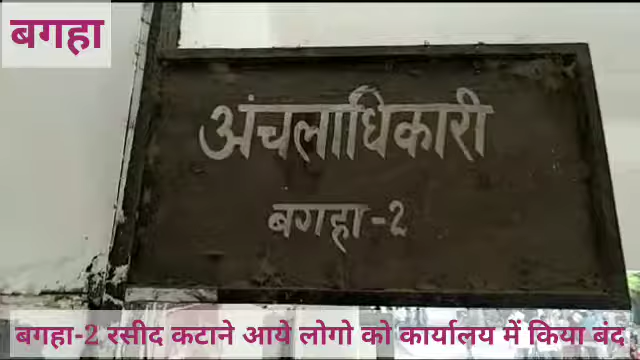 बगहा
अंचलाधिकारी
बगहा-2
बगहा-2 रसीद कटाने आये लोगो को कार्यालय में किया बंद